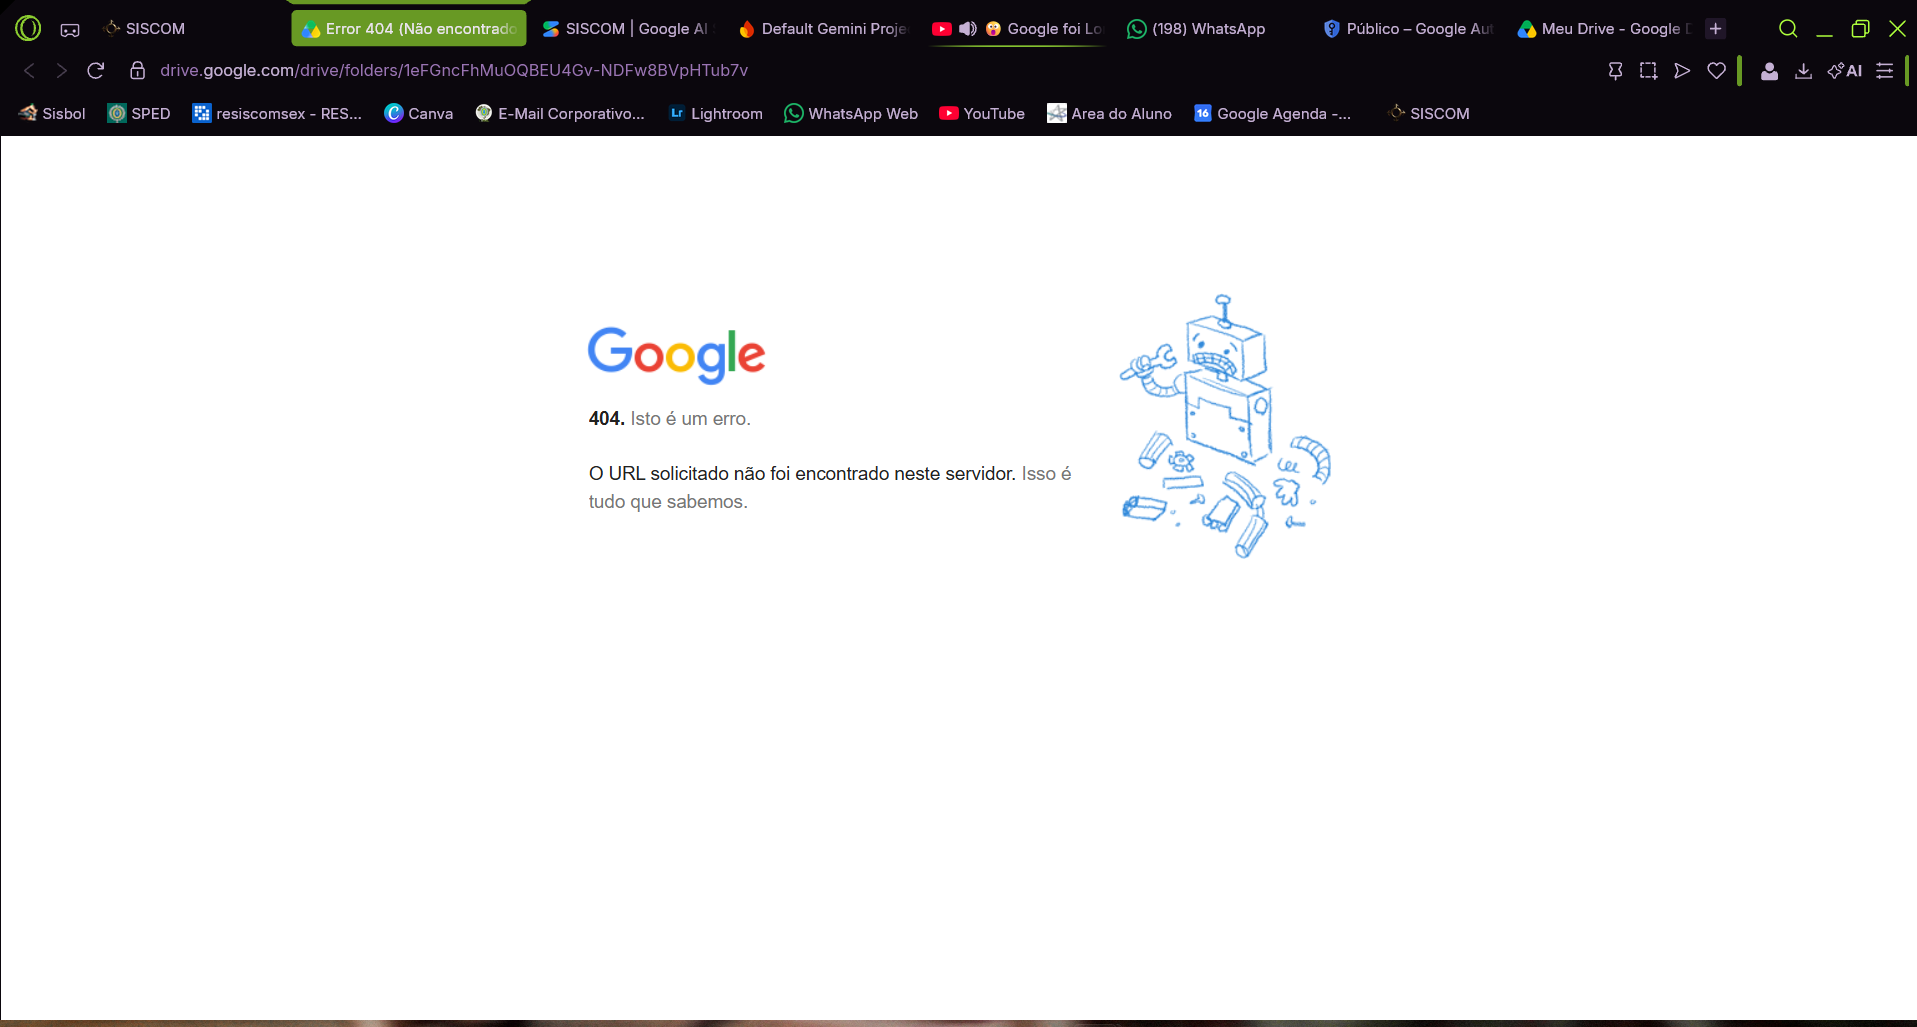 SISCOM
Error 404 (Não encontrado
SISCOM | Google AI
Default Gemini Proje
Google foi Lo
(198) WhatsApp
Público – Google Aut
Meu Drive - Google D
drive.google.com/drive/folders/1eFGncFhMuOQBEU4Gv-NDFw8BVpHTub7v
AI
Sisbol
SPED
resiscomsex - RES...
Canva
E-Mail Corporativo...
Lr Lightroom
WhatsApp Web
YouTube
Area do Aluno
16 Google Agenda -...
SISCOM
Google
404. Isto é um erro.
O URL solicitado não foi encontrado neste servidor. Isso é
tudo que sabemos.